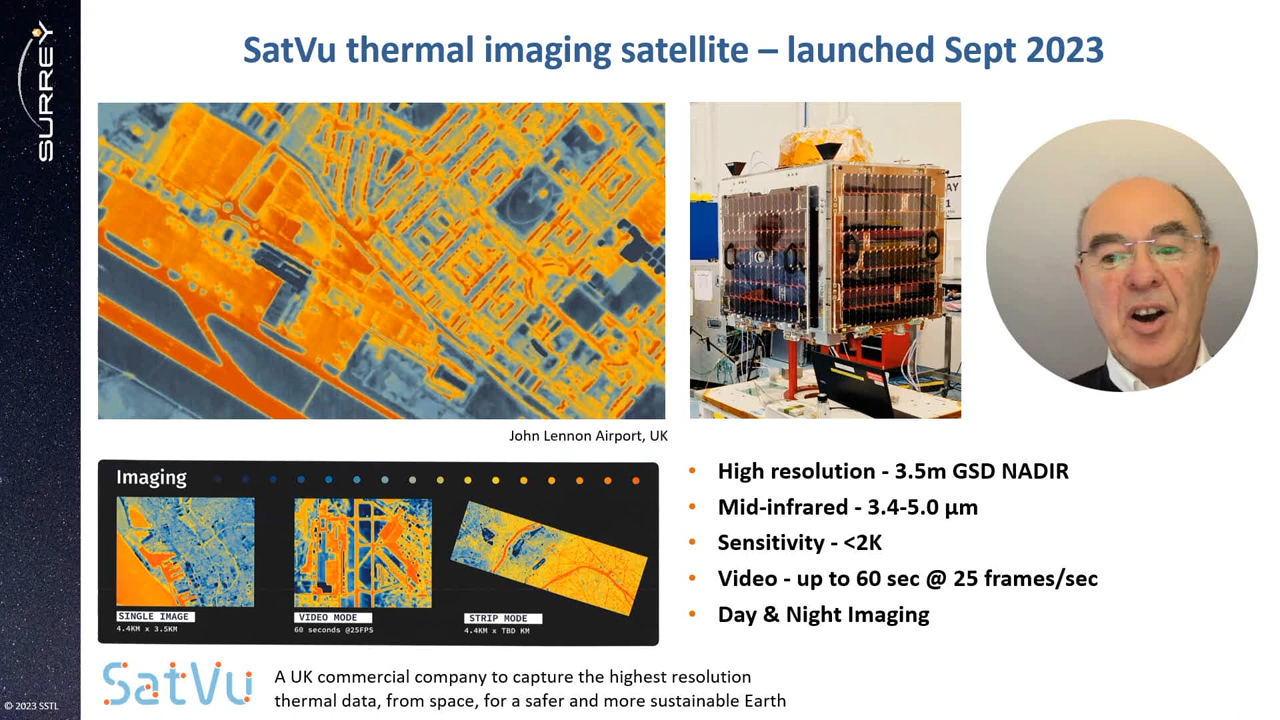 SURREY
SatVu thermal imaging satellite – launched Sept 2023
John Lennon Airport, UK
Imaging
SINGLE IMAGE
4.4KM x 3.5KM
VIDEO MODE
60 seconds @25FPS
STRIP MODE
4.4KM x TBD KM
• High resolution - 3.5m GSD NADIR
• Mid-infrared - 3.4-5.0 µm
• Sensitivity - <2K
• Video - up to 60 sec @ 25 frames/sec
• Day & Night Imaging
SatVu
A UK commercial company to capture the highest resolution
thermal data, from space, for a safer and more sustainable Earth
© 2023 SSTL